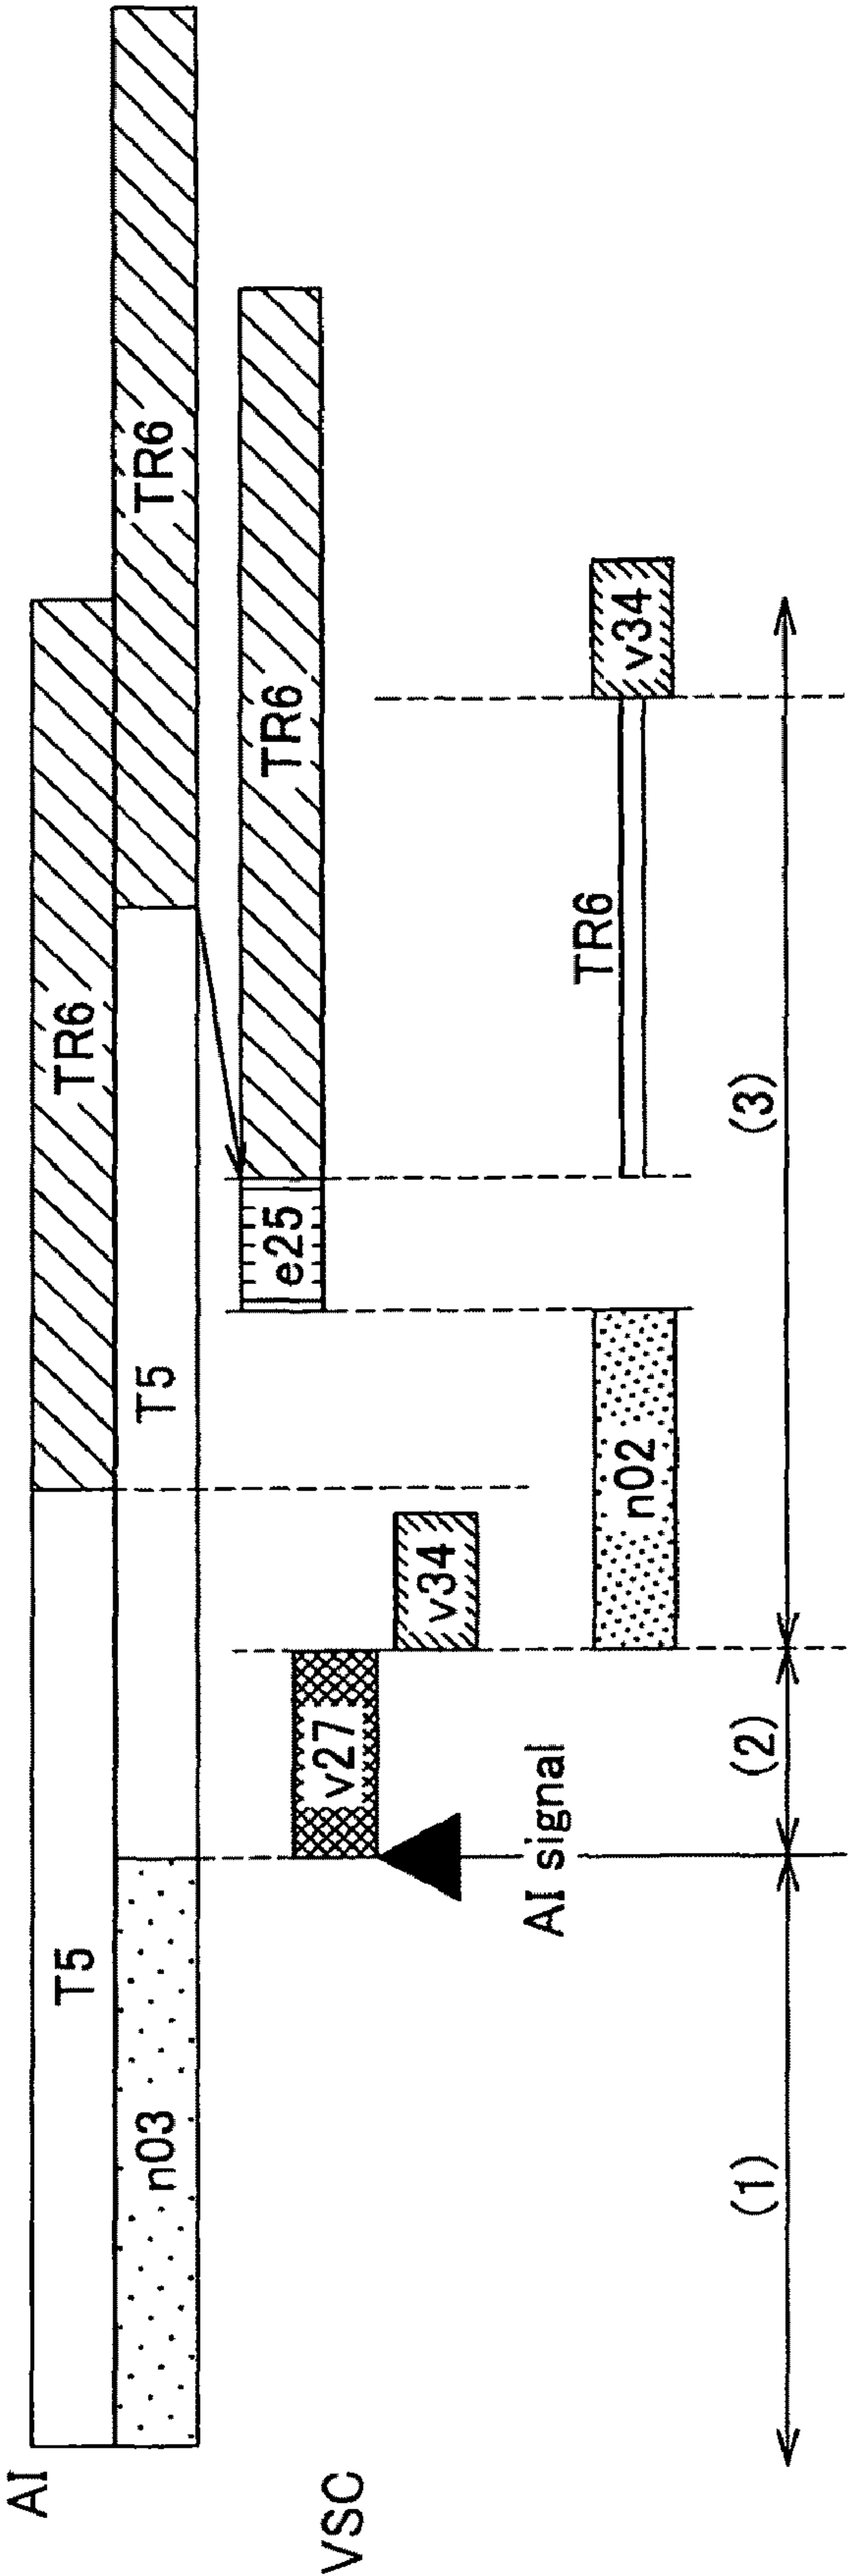 AI
T5
TR6
n03
T5
TR6
VSC
e25
TR6
v27
v34
AI signal
n02
TR6
v34
(1)
(2)
(3)